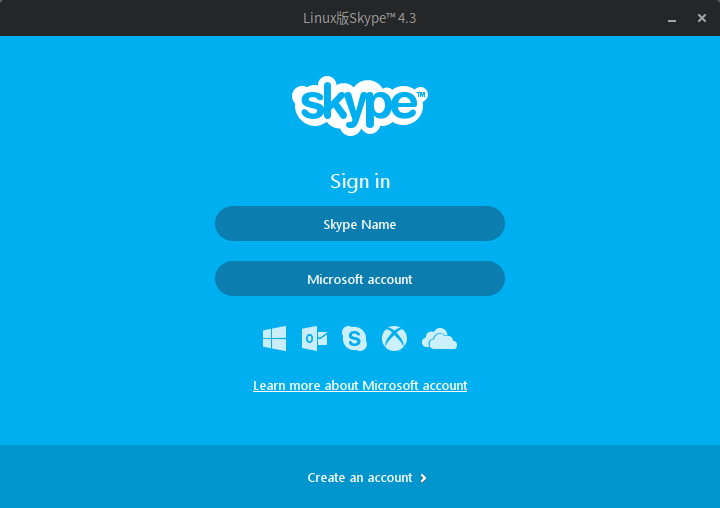 Linux版Skype™ 4.3
skype™
Sign in
Skype Name
Microsoft account
Learn more about Microsoft account
Create an account